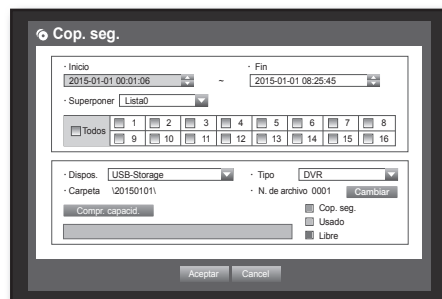 Cop. seg.
· Inicio
· Fin
2015-01-01 00:01:06 ~ 2015-01-01 08:25:45
· Superponer Lista0
Todos
1 2 3 4 5 6 7 8
9 10 11 12 13 14 15 16
· Dispos. USB-Storage
· Tipo DVR
· Carpeta \20150101\
· N. de archivo 0001 Cambiar
Compr. capacid.
Cop. seg.
Usado
Libre
Aceptar Cancel